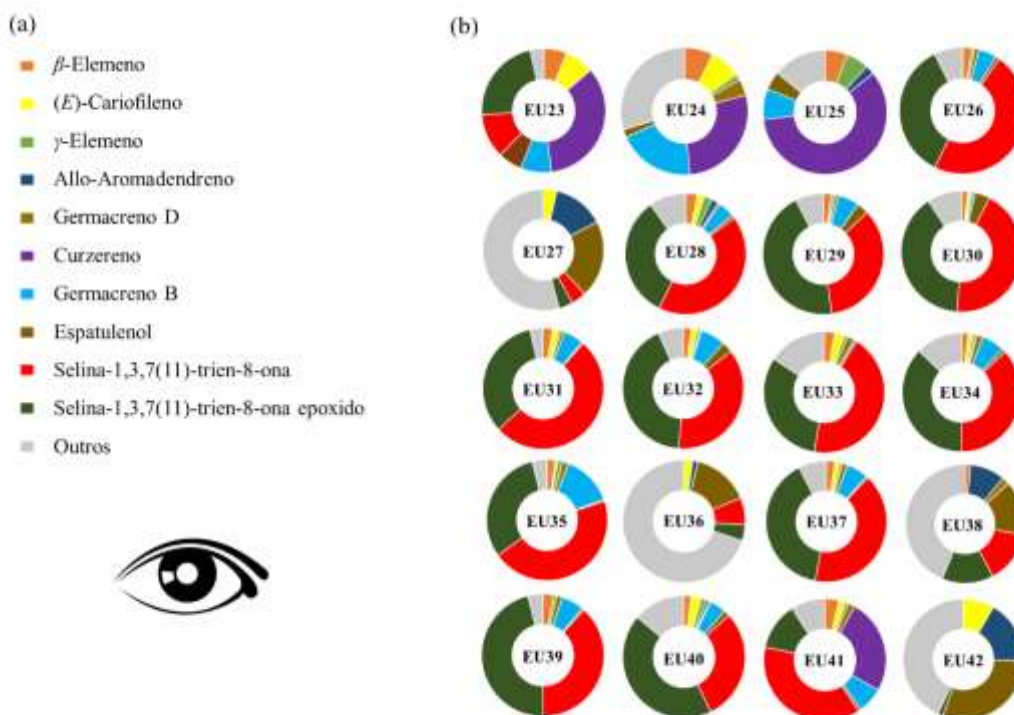 (a)
β-Elemeno
(E)-Cariofileno
γ-Elemeno
Allo-Aromadendreno
Germacreno D
Curzereno
Germacreno B
Espatulenol
Selina-1,3,7(11)-trien-8-ona
Selina-1,3,7(11)-trien-8-ona epoxido
Outros
(b)
EU23 EU24 EU25 EU26
EU27 EU28 EU29 EU30
EU31 EU32 EU33 EU34
EU35 EU36 EU37 EU38
EU39 EU40 EU41 EU42